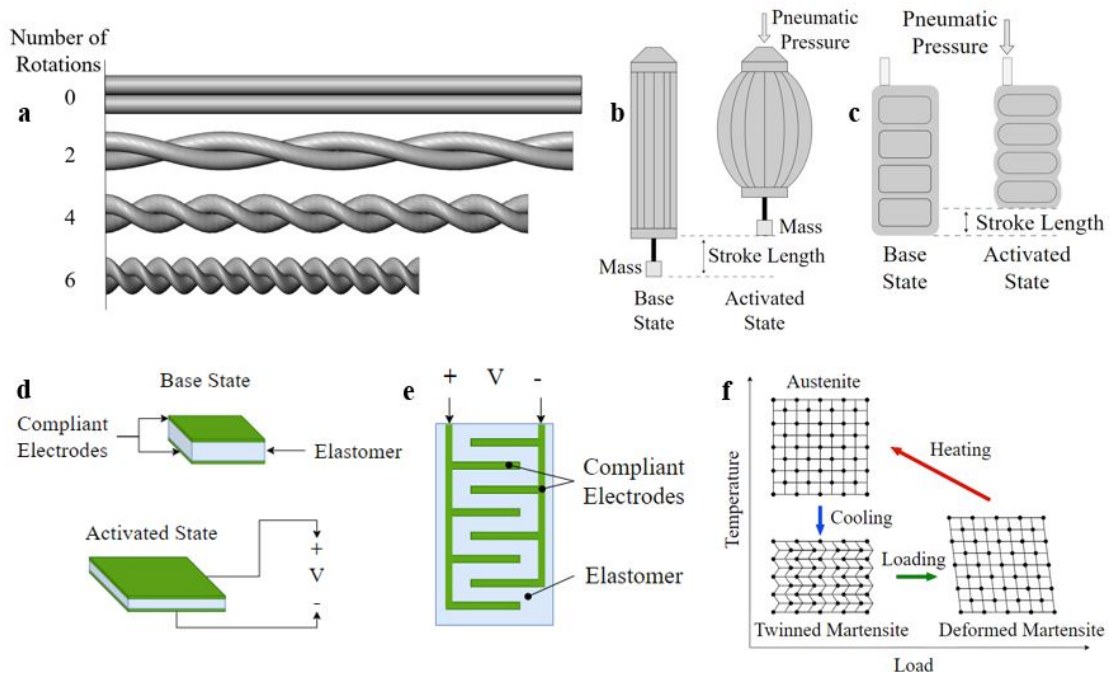 Number of
Rotations
a
0
2
4
6
b
Pneumatic
Pressure
Mass
Mass
Stroke Length
Base
State
Activated
State
c
Pneumatic
Pressure
Stroke Length
Base
State
Activated
State
d
Base State
Compliant
Electrodes
Elastomer
Activated State
+
V
-
e
+ V -
Compliant
Electrodes
Elastomer
f
Temperature
Austenite
Heating
Cooling
Loading
Twinned Martensite
Deformed Martensite
Load